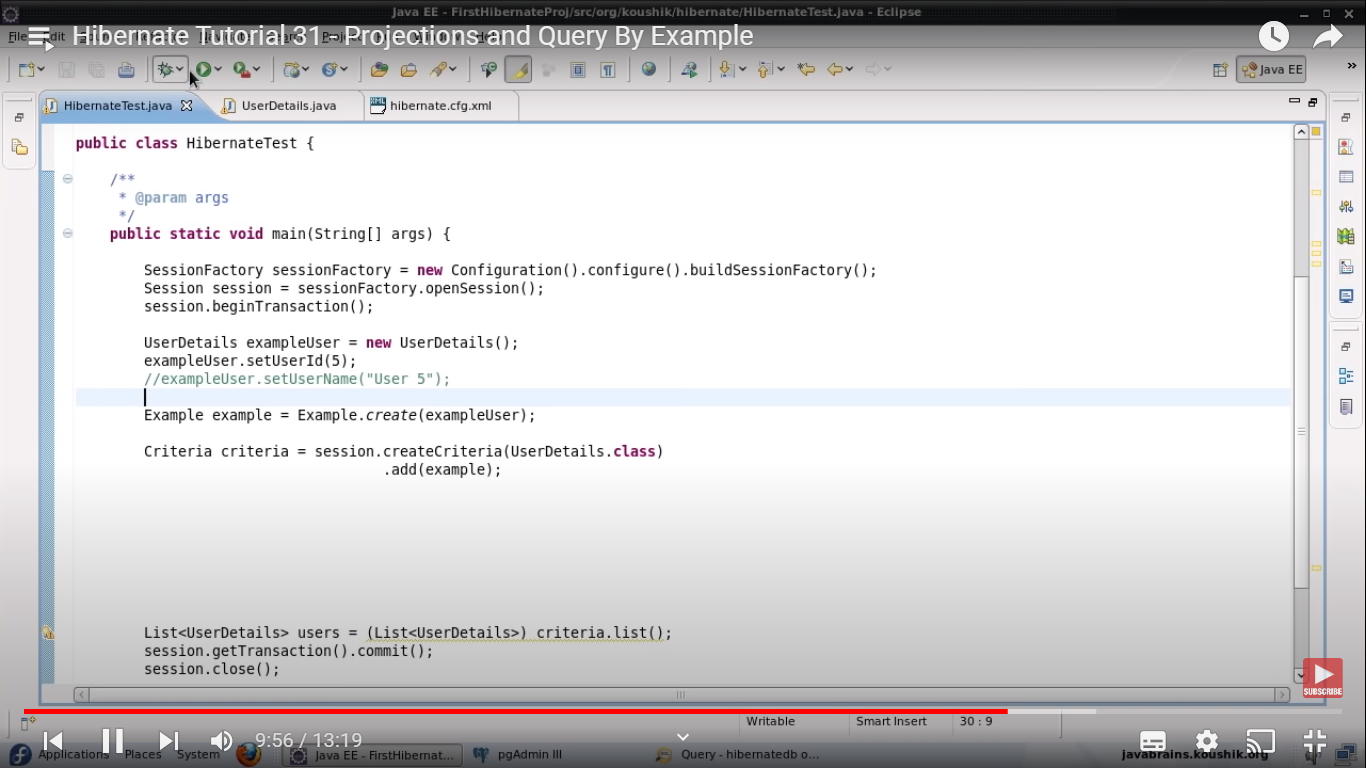 Java EE - FirstHibernateProj/src/org/koushik/hibernate/HibernateTest.java - Eclipse
Hibernate Tutorial 31 - Projections and Query By Example
Java EE
HibernateTest.java
UserDetails.java
hibernate.cfg.xml
public class HibernateTest {
/**
* @param args
*/
public static void main(String[] args) {
SessionFactory sessionFactory = new Configuration().configure().buildSessionFactory();
Session session = sessionFactory.openSession();
session.beginTransaction();
UserDetails exampleUser = new UserDetails();
exampleUser.setUserId(5);
//exampleUser.setUserName("User 5");
Example example = Example.create(exampleUser);
Criteria criteria = session.createCriteria(UserDetails.class)
.add(example);
List<UserDetails> users = (List<UserDetails>) criteria.list();
session.getTransaction().commit();
session.close();
SUBSCRIBE
Writable
Smart Insert
30 : 9
9:56 / 13:19
Applications Places System
Java EE - FirstHibernat...
pgAdmin III
Query - hibernatedb o...
javabrains.koushik.org